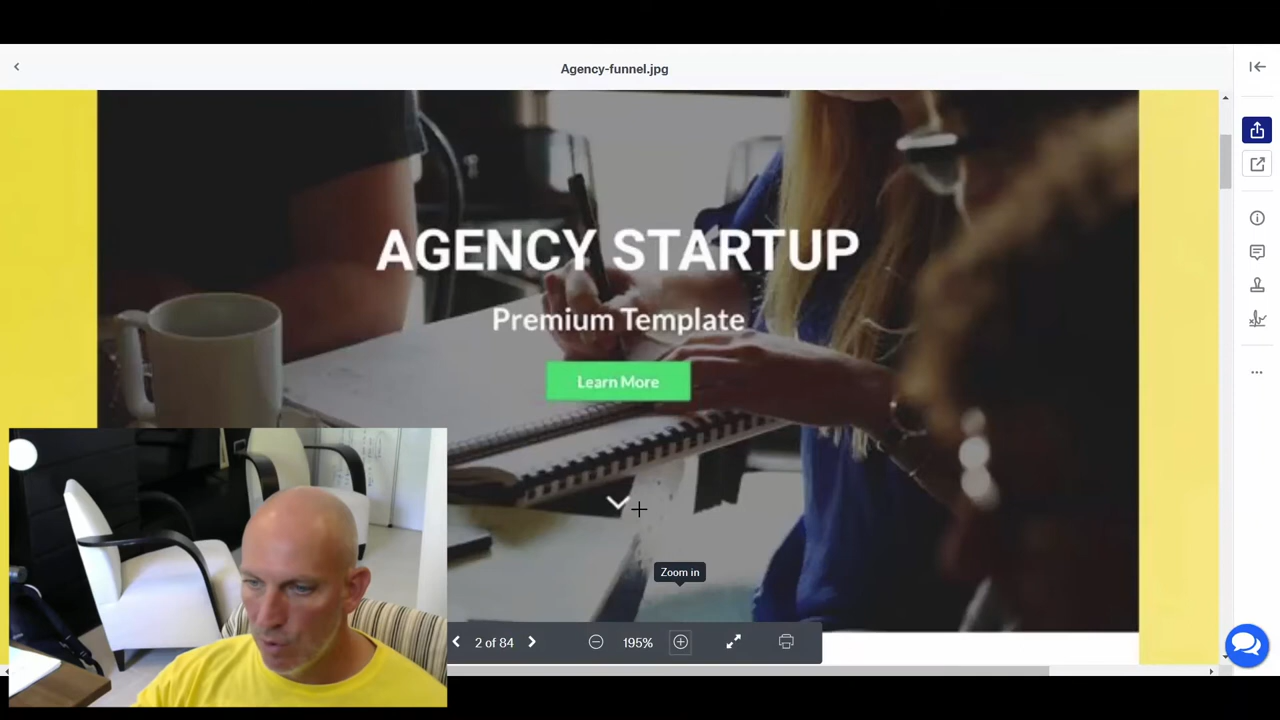 Agency-funnel.jpg
AGENCY STARTUP
Premium Template
Learn More
Zoom in
2 of 84
195%